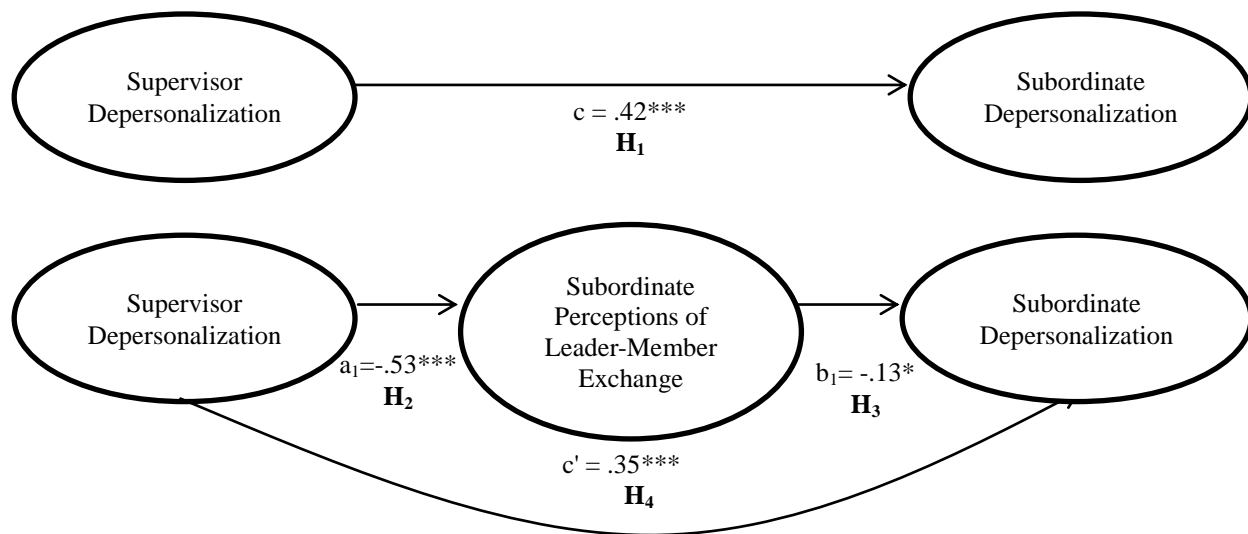 Supervisor
Depersonalization
c = .42***
H₁
Subordinate
Depersonalization
Supervisor
Depersonalization
a₁=-.53***
H₂
Subordinate
Perceptions of
Leader-Member
Exchange
b₁= -.13*
H₃
Subordinate
Depersonalization
c' = .35***
H₄